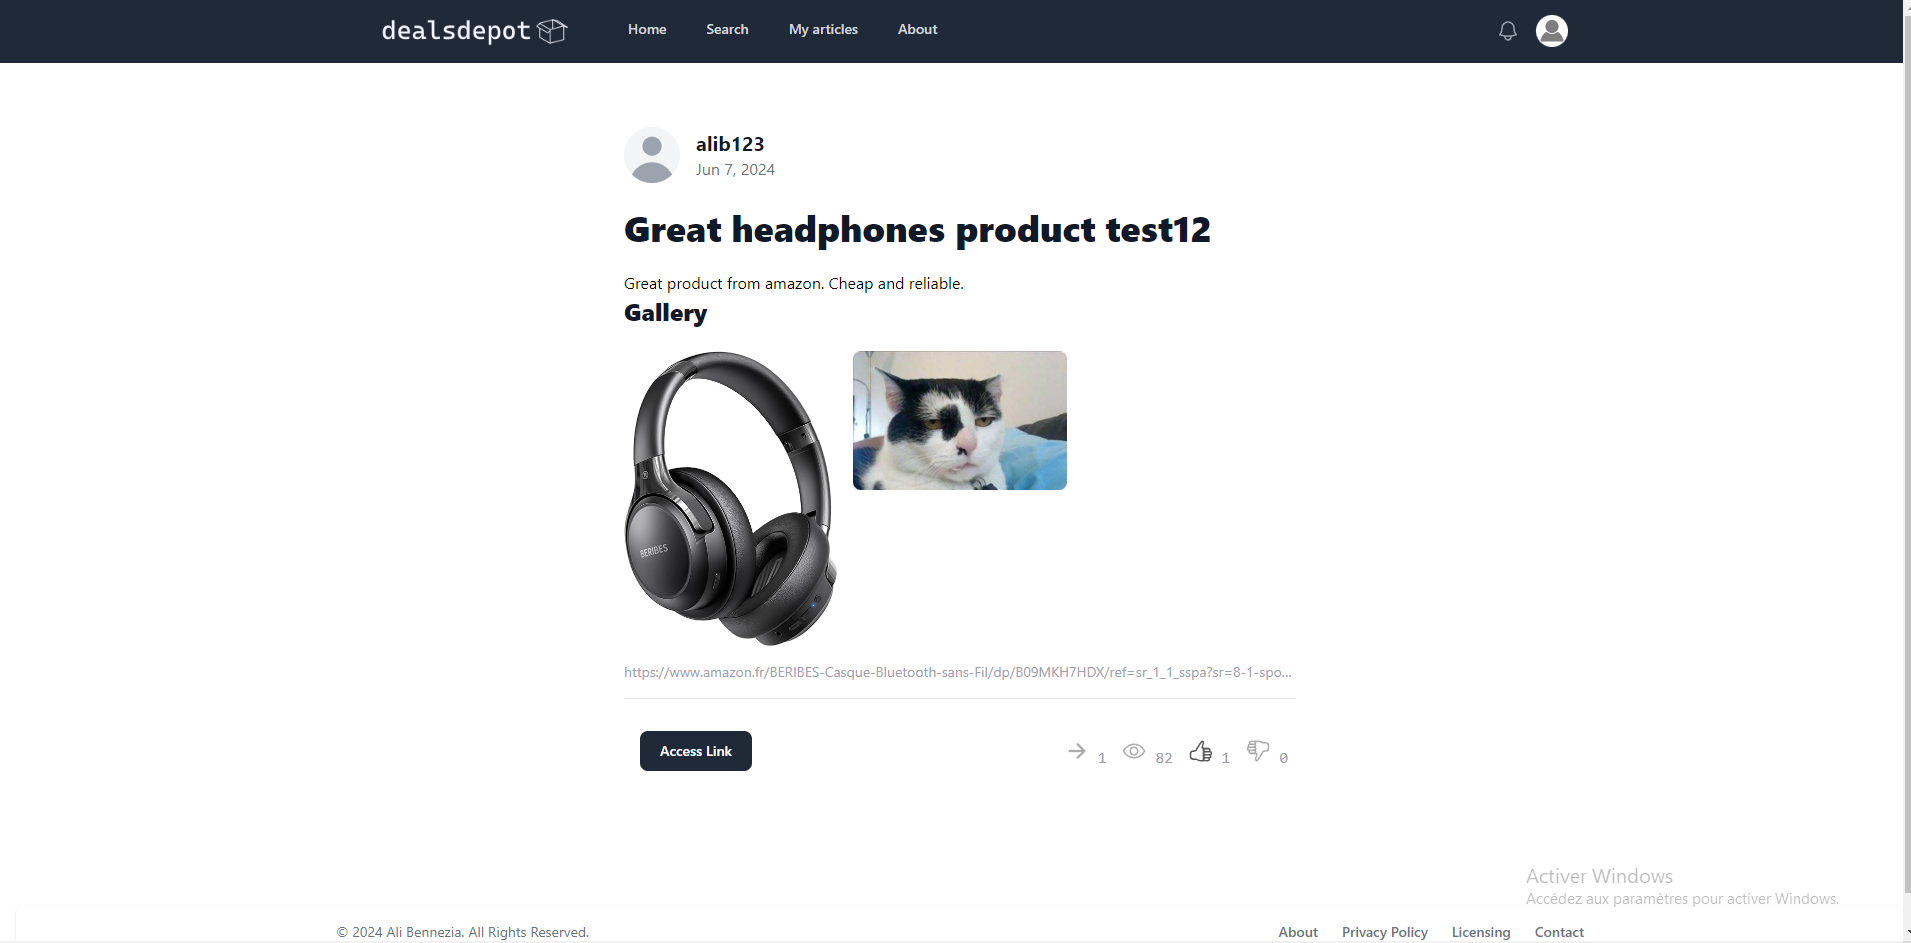 dealsdepot
Home
Search
My articles
About
alib123
Jun 7, 2024
Great headphones product test12
Great product from amazon. Cheap and reliable.
Gallery
BERIBES
https://www.amazon.fr/BERIBES-Casque-Bluetooth-sans-Fil/dp/B09MKH7HDX/ref=sr_1_1_sspa?sr=8-1-spo...
Access Link
1
82
1
0
Activer Windows
Accédez aux paramètres pour activer Windows.
© 2024 Ali Bennezia. All Rights Reserved.
About
Privacy Policy
Licensing
Contact